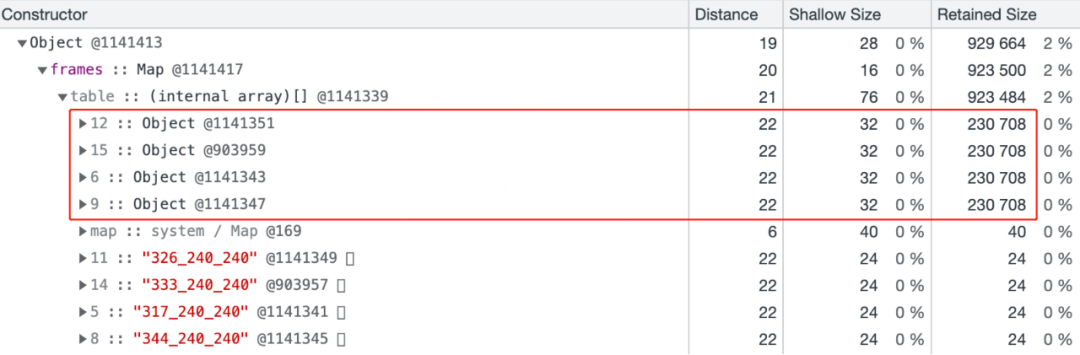 Constructor Distance Shallow Size Retained Size
▼Object @1141413 19 28 0 % 929 664 2 %
▼frames :: Map @1141417 20 16 0 % 923 500 2 %
▼table :: (internal array)[] @1141339 21 76 0 % 923 484 2 %
▶12 :: Object @1141351 22 32 0 % 230 708 0 %
▶15 :: Object @903959 22 32 0 % 230 708 0 %
▶6 :: Object @1141343 22 32 0 % 230 708 0 %
▶9 :: Object @1141347 22 32 0 % 230 708 0 %
▶map :: system / Map @169 6 40 0 % 40 0 %
▶11 :: "326_240_240" @1141349 22 24 0 % 24 0 %
▶14 :: "333_240_240" @903957 22 24 0 % 24 0 %
▶5 :: "317_240_240" @1141341 22 24 0 % 24 0 %
▶8 :: "344_240_240" @1141345 22 24 0 % 24 0 %